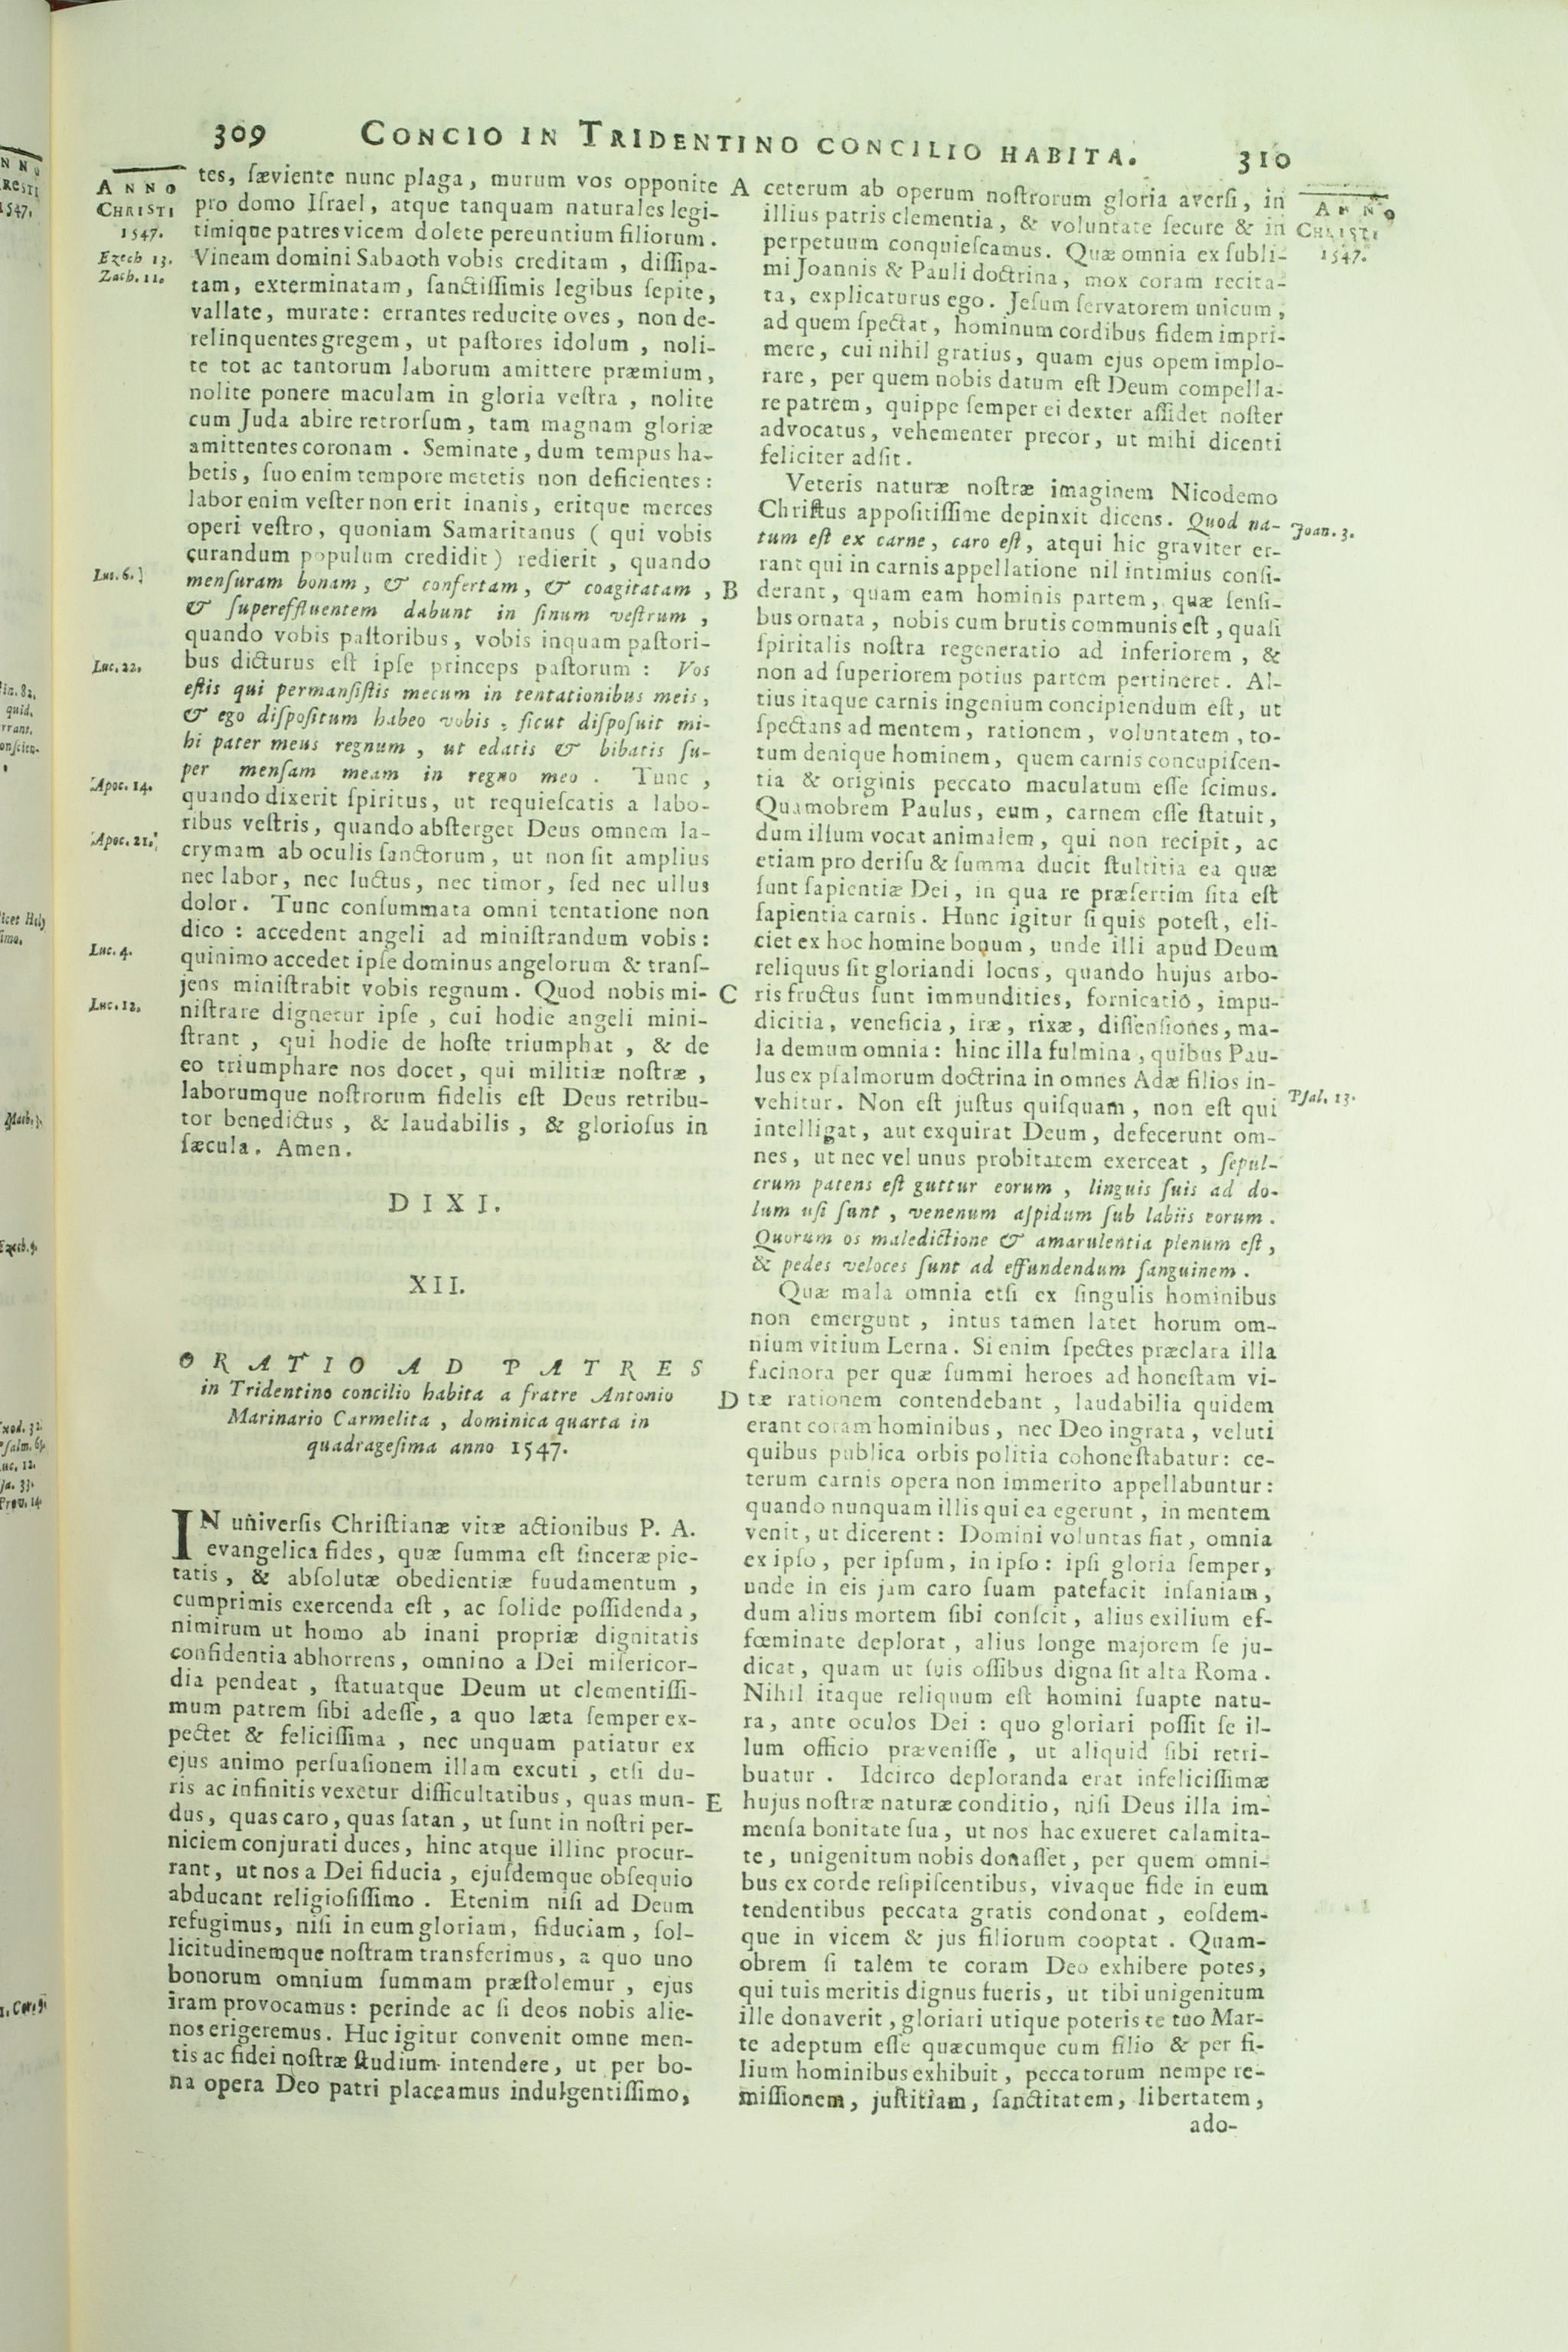 309 CONCIO IN TRIDENTINO CONCILIO HABITA. 310
ANNO
CHRISTI
1547.
Ezech 13.
Zach. 11.
Luc. 6.
Luc. 22.
Apoc. 14.
Apoc. 21.
Luc. 4.
Luc. 12.
tes, ſæviente nunc plaga, murum vos opponite
pro domo Iſrael, atque tanquam naturales legi-
timique patres vicem dolete pereuntium filiorum.
Vineam domini Sabaoth vobis creditam, diſſipa-
tam, exterminatam, ſanctiſſimis legibus ſepite,
vallate, murate: errantes reducite oves, non de-
relinquentes gregem, ut paſtores idolum, noli-
te tot ac tantorum laborum amittere præmium,
nolite ponere maculam in gloria veſtra, nolite
cum Juda abire retrorſum, tam magnam gloriæ
amittentes coronam. Seminate, dum tempus ha-
betis, ſuo enim tempore metetis non deficientes:
labor enim veſter non erit inanis, eritque merces
operi veſtro, quoniam Samaritanus (qui vobis
curandum populum credidit) redierit, quando
menſuram bonam, & confertam, & coagitatam,
& ſupereffluentem dabunt in ſinum veſtrum,
quando vobis paſtoribus, vobis inquam paſtori-
bus dicturus eſt ipſe princeps paſtorum: Vos
eſtis qui permanſiſtis mecum in tentationibus meis,
& ego diſpoſitum habeo vobis, ſicut diſpoſuit mi-
hi pater meus regnum, ut edatis & bibatis ſu-
per menſam meam in regno meo. Tunc,
quando dixerit ſpiritus, ut requieſcatis a labo-
ribus veſtris, quando abſterget Deus omnem la-
crymam ab oculis ſanctorum, ut non ſit amplius
nec labor, nec luctus, nec timor, ſed nec ullus
dolor. Tunc conſummata omni tentatione non
dico: accedent angeli ad miniſtrandum vobis:
quinimo accedet ipſe dominus angelorum & tranſ-
jens miniſtrabit vobis regnum. Quod nobis mi-
niſtrare dignetur ipſe, cui hodie angeli mini-
ſtrant, qui hodie de hoſte triumphat, & de
eo triumphare nos docet, qui militiæ noſtræ,
laborumque noſtrorum fidelis eſt Deus retribu-
tor benedictus, & laudabilis, & glorioſus in
ſæcula. Amen.
DIXI.
XII.
ORATIO AD PATRES
in Tridentino concilio habita a fratre Antonio
Marinario Carmelita, dominica quarta in
quadrageſima anno 1547.
IN univerſis Chriſtianæ vitæ actionibus P. A.
evangelica fides, quæ ſumma eſt ſinceræ pie-
tatis, & abſolutæ obedientiæ fuudamentum,
cumprimis exercenda eſt, ac ſolide poſſidenda,
nimirum ut homo ab inani propriæ dignitatis
confidentia abhorrens, omnino a Dei miſericor-
dia pendeat, ſtatuatque Deum ut clementiſſi-
mum patrem ſibi adeſſe, a quo læta ſemper ex-
pectet & feliciſſima, nec unquam patiatur ex
ejus animo perſuaſionem illam excuti, etſi du-
ris ac infinitis vexetur difficultatibus, quas mun-
dus, quas caro, quas ſatan, ut ſunt in noſtri per-
niciem conjurati duces, hinc atque illinc procur-
rant, ut nos a Dei fiducia, ejuſdemque obſequio
abducant religioſiſſimo. Etenim niſi ad Deum
refugimus, niſi in eum gloriam, fiduciam, ſol-
licitudinemque noſtram transferimus, a quo uno
bonorum omnium ſummam præſtolemur, ejus
iram provocamus: perinde ac ſi deos nobis alie-
nos erigeremus. Huc igitur convenit omne men-
tis ac fidei noſtræ ſtudium intendere, ut per bo-
na opera Deo patri placeamus indulgentiſſimo,
A
B
C
D
E
ceterum ab operum noſtrorum gloria averſi, in
illius patris clementia, & voluntate ſecure & in
perpetuum conquieſcamus. Quæ omnia ex ſubli-
mi Joannis & Pauli doctrina, mox coram recita-
ta, explicaturus ego. Jeſum ſervatorem unicum,
ad quem ſpectat, hominum cordibus fidem impri-
mere, cui nihil gratius, quam ejus opem implo-
rare, per quem nobis datum eſt Deum compella-
re patrem, quippe ſemper ei dexter aſſidet noſter
advocatus, vehementer precor, ut mihi dicenti
feliciter adſit.
Veteris naturæ noſtræ imaginem Nicodemo
Chriſtus appoſitiſſime depinxit dicens. Quod na-
tum eſt ex carne, caro eſt, atqui hic graviter er-
rant qui in carnis appellatione nil intimius conſi-
derant, quam eam hominis partem, quæ ſenſi-
bus ornata, nobis cum brutis communis eſt, quaſi
ſpiritalis noſtra regeneratio ad inferiorem, &
non ad ſuperiorem potius partem pertineret. Al-
tius itaque carnis ingenium concipiendum eſt, ut
ſpectans ad mentem, rationem, voluntatem, to-
tum denique hominem, quem carnis concupiſcen-
tia & originis peccato maculatum eſſe ſcimus.
Quamobrem Paulus, eum, carnem eſſe ſtatuit,
dum illum vocat animalem, qui non recipit, ac
etiam pro deriſu & ſumma ducit ſtultitia ea quæ
ſunt ſapientiæ Dei, in qua re præſertim ſita eſt
ſapientia carnis. Hunc igitur ſi quis poteſt, eli-
ciet ex hoc homine bonum, unde illi apud Deum
reliquus ſit gloriandi locns, quando hujus arbo-
ris fructus ſunt immundities, fornicatio, impu-
dicitia, veneficia, iræ, rixæ, diſſenſiones, ma-
la demum omnia: hinc illa fulmina, quibus Pau-
lus ex pſalmorum doctrina in omnes Adæ filios in-
vehitur. Non eſt juſtus quiſquam, non eſt qui
intelligat, aut exquirat Deum, defecerunt om-
nes, ut nec vel unus probitatem exerceat, ſepul-
crum patens eſt guttur eorum, linguis ſuis ad do-
lum uſi ſunt, venenum aſpidum ſub labiis eorum.
Quorum os maledictione & amarulentia plenum eſt,
& pedes veloces ſunt ad effundendum ſanguinem.
Quæ mala omnia etſi ex ſingulis hominibus
non emergunt, intus tamen latet horum om-
nium vitium Lerna. Si enim ſpectes præclara illa
facinora per quæ ſummi heroes ad honeſtam vi-
tæ rationem contendebant, laudabilia quidem
erant coram hominibus, nec Deo ingrata, veluti
quibus publica orbis politia cohoneſtabatur: ce-
terum carnis opera non immerito appellabuntur:
quando nunquam illis qui ea egerunt, in mentem
venit, ut dicerent: Domini voluntas fiat, omnia
ex ipſo, per ipſum, in ipſo: ipſi gloria ſemper,
unde in eis jam caro ſuam patefacit inſaniam,
dum alius mortem ſibi conſcit, alius exilium ef-
fœminate deplorat, alius longe majorem ſe ju-
dicat, quam ut ſuis oſſibus digna ſit alta Roma.
Nihil itaque reliquum eſt homini ſuapte natu-
ra, ante oculos Dei: quo gloriari poſſit ſe il-
lum officio præveniſſe, ut aliquid ſibi retri-
buatur. Idcirco deploranda erat infeliciſſimæ
hujus noſtræ naturæ conditio, niſi Deus illa im-
menſa bonitate ſua, ut nos hac exueret calamita-
te, unigenitum nobis donaſſet, per quem omni-
bus ex corde reſipiſcentibus, vivaque fide in eum
tendentibus peccata gratis condonat, eoſdem-
que in vicem & jus filiorum cooptat. Quam-
obrem ſi talem te coram Deo exhibere potes,
qui tuis meritis dignus fueris, ut tibi unigenitum
ille donaverit, gloriari utique poteris te tuo Mar-
te adeptum eſſe quæcumque cum filio & per fi-
lium hominibus exhibuit, peccatorum nempe re-
miſſionem, juſtitiam, ſanctitatem, libertatem,
ado-
ANNO
CHRISTI
1547.
Joan. 3.
Pſal. 13.